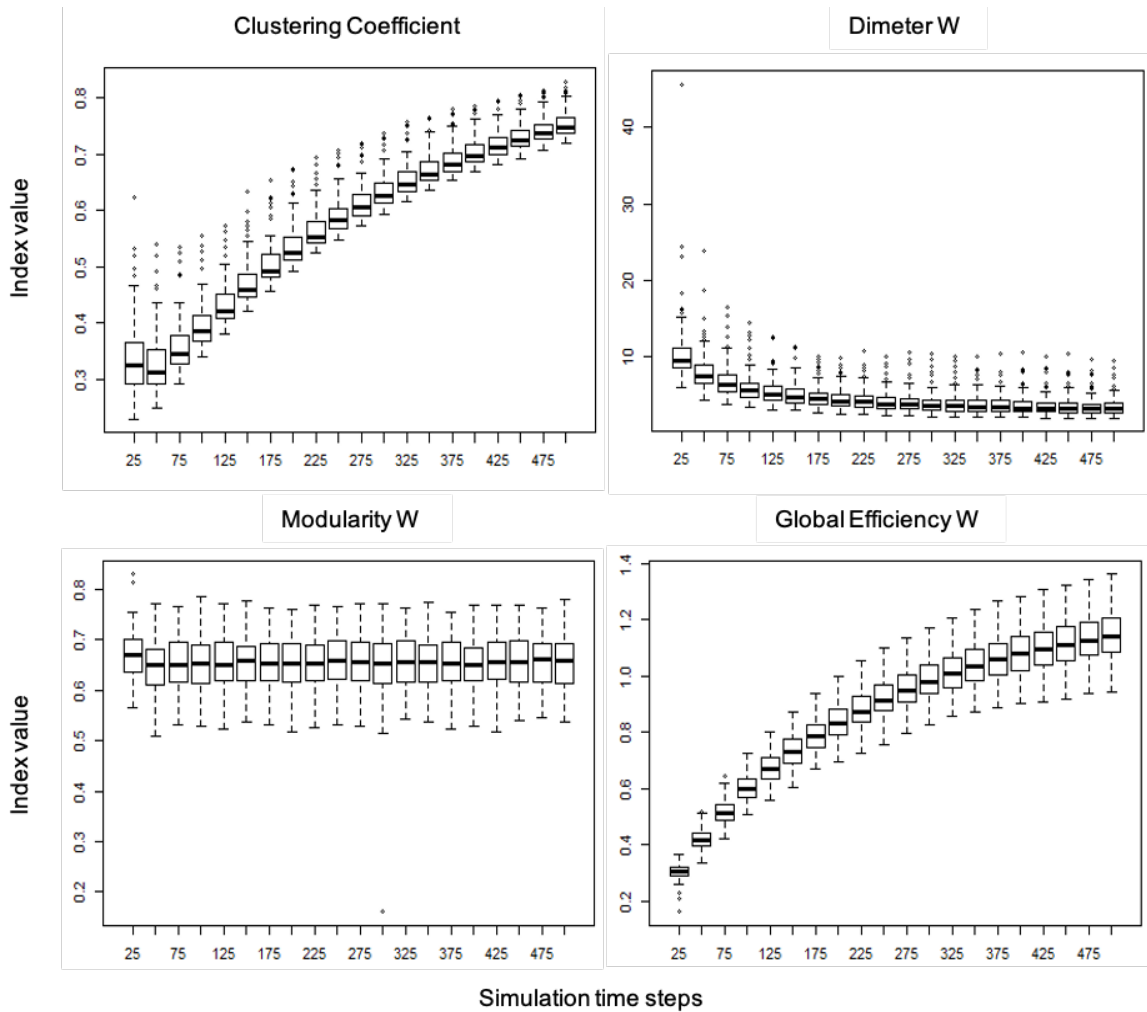 Clustering Coefficient
Dimeter W
Index value
0.3 0.4 0.5 0.6 0.7 0.8
25 75 125 175 225 275 325 375 425 475
10 20 30 40
25 75 125 175 225 275 325 375 425 475
Modularity W
Global Efficiency W
Index value
0.2 0.3 0.4 0.5 0.6 0.7 0.8
25 75 125 175 225 275 325 375 425 475
0.2 0.4 0.6 0.8 1.0 1.2 1.4
25 75 125 175 225 275 325 375 425 475
Simulation time steps